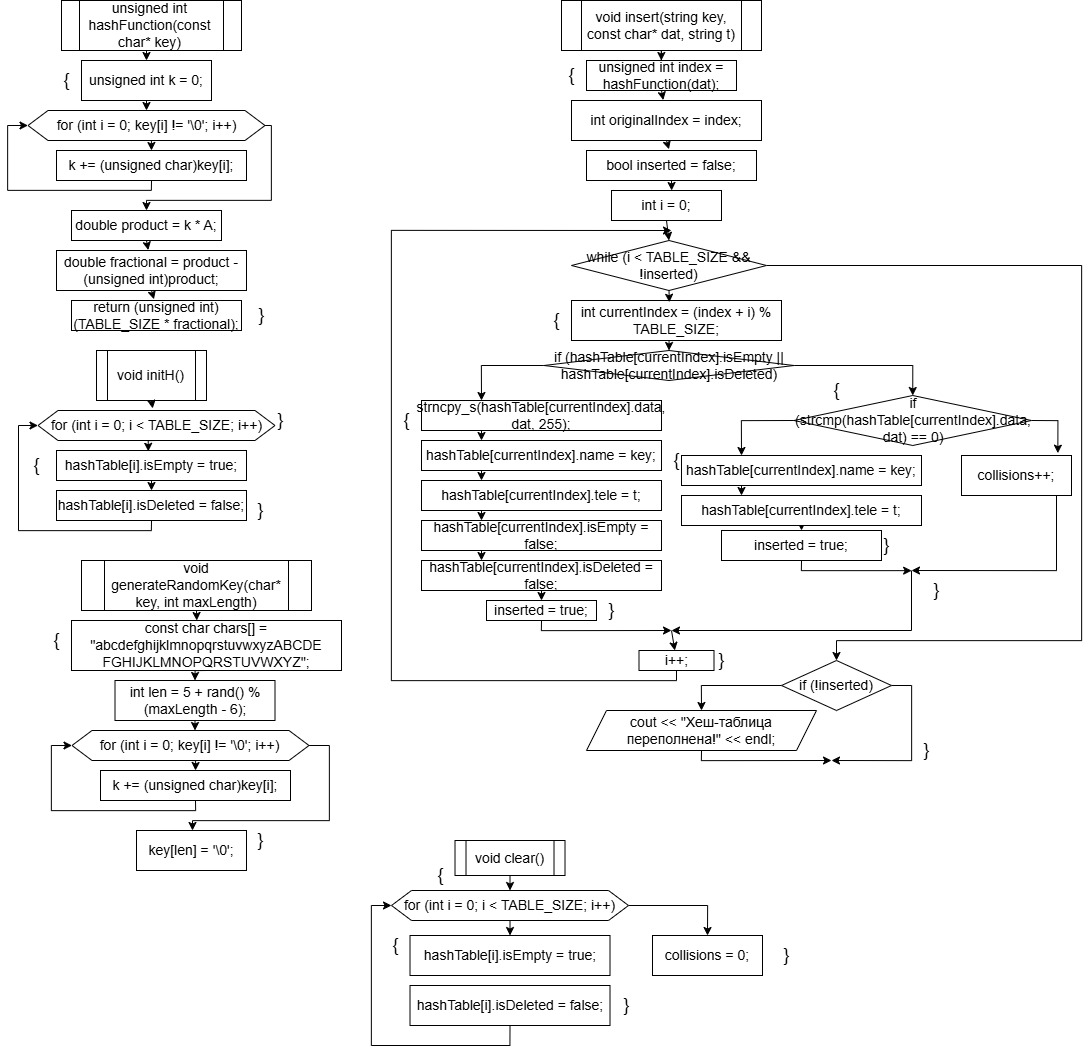 unsigned int
hashFunction(const
char* key)
{
unsigned int k = 0;
for (int i = 0; key[i] != '\0'; i++)
k += (unsigned char)key[i];
double product = k * A;
double fractional = product -
(unsigned int)product;
return (unsigned int)
(TABLE_SIZE * fractional);
}
void initH()
for (int i = 0; i < TABLE_SIZE; i++)
}
{
hashTable[i].isEmpty = true;
hashTable[i].isDeleted = false;
}
void
generateRandomKey(char*
key, int maxLength)
{
const char chars[] =
"abcdefghijklmnopqrstuvwxyzABCDE
FGHIJKLMNOPQRSTUVWXYZ";
int len = 5 + rand() %
(maxLength - 6);
for (int i = 0; key[i] != '\0'; i++)
k += (unsigned char)key[i];
key[len] = '\0';
}
void insert(string key,
const char* dat, string t)
{
unsigned int index =
hashFunction(dat);
int originalIndex = index;
bool inserted = false;
int i = 0;
while (i < TABLE_SIZE &&
!inserted)
{
int currentIndex = (index + i) %
TABLE_SIZE;
if (hashTable[currentIndex].isEmpty ||
hashTable[currentIndex].isDeleted)
{
strncpy_s(hashTable[currentIndex].data,
dat, 255);
hashTable[currentIndex].name = key;
hashTable[currentIndex].tele = t;
hashTable[currentIndex].isEmpty =
false;
hashTable[currentIndex].isDeleted =
false;
inserted = true;
}
{
if
(strcmp(hashTable[currentIndex].data,
dat) == 0)
{
hashTable[currentIndex].name = key;
hashTable[currentIndex].tele = t;
inserted = true;
}
collisions++;
}
i++;
}
if (!inserted)
cout << "Хеш-таблица
переполнена!" << endl;
}
void clear()
{
for (int i = 0; i < TABLE_SIZE; i++)
{
hashTable[i].isEmpty = true;
hashTable[i].isDeleted = false;
}
collisions = 0;
}